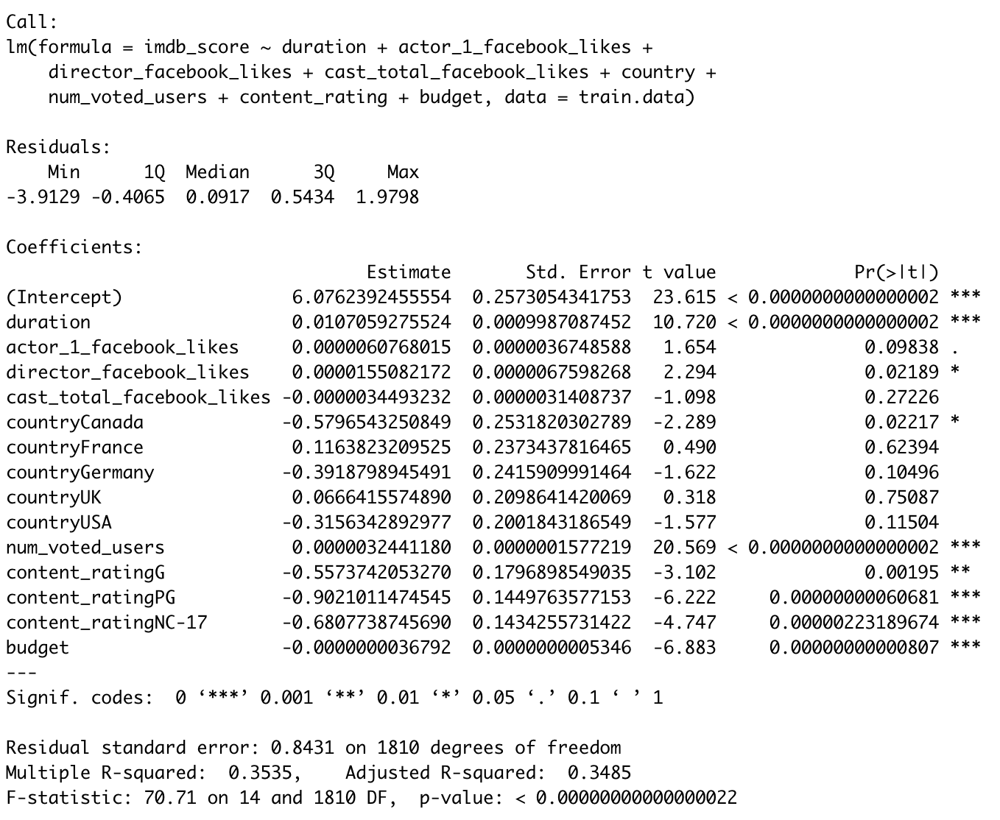 Call:
lm(formula = imdb_score ~ duration + actor_1_facebook_likes +
    director_facebook_likes + cast_total_facebook_likes + country +
    num_voted_users + content_rating + budget, data = train.data)

Residuals:
    Min      1Q  Median      3Q     Max
-3.9129 -0.4065  0.0917  0.5434  1.9798

Coefficients:
                                  Estimate       Std. Error t value             Pr(>|t|)
(Intercept)                6.0762392455554  0.2573054341753  23.615 < 0.0000000000000002 ***
duration                   0.0107059275524  0.0009987087452  10.720 < 0.0000000000000002 ***
actor_1_facebook_likes     0.0000060768015  0.0000036748588   1.654              0.09838 .
director_facebook_likes    0.0000155082172  0.0000067598268   2.294              0.02189 *
cast_total_facebook_likes -0.0000034493232  0.0000031408737  -1.098              0.27226
countryCanada             -0.5796543250849  0.2531820302789  -2.289              0.02217 *
countryFrance              0.1163823209525  0.2373437816465   0.490              0.62394
countryGermany            -0.3918798945491  0.2415909991464  -1.622              0.10496
countryUK                  0.0666415574890  0.2098641420069   0.318              0.75087
countryUSA                -0.3156342892977  0.2001843186549  -1.577              0.11504
num_voted_users            0.0000032441180  0.0000001577219  20.569 < 0.0000000000000002 ***
content_ratingG           -0.5573742053270  0.1796898549035  -3.102              0.00195 **
content_ratingPG          -0.9021011474545  0.1449763577153  -6.222     0.00000000060681 ***
content_ratingNC-17       -0.6807738745690  0.1434255731422  -4.747     0.00000223189674 ***
budget                    -0.0000000036792  0.0000000005346  -6.883     0.00000000000807 ***
---
Signif. codes:  0 ‘***’ 0.001 ‘**’ 0.01 ‘*’ 0.05 ‘.’ 0.1 ‘ ’ 1

Residual standard error: 0.8431 on 1810 degrees of freedom
Multiple R-squared:  0.3535,    Adjusted R-squared:  0.3485
F-statistic: 70.71 on 14 and 1810 DF,  p-value: < 0.00000000000000022